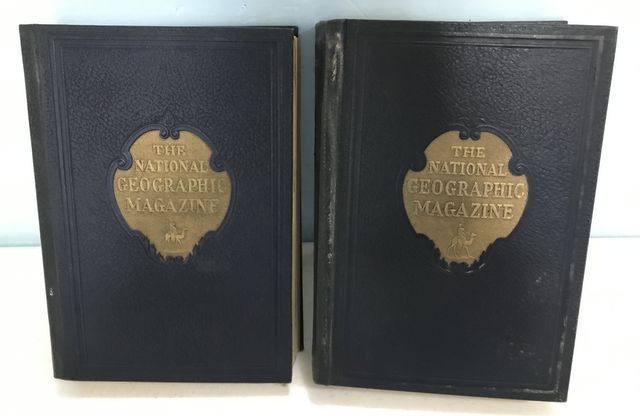 THE
NATIONAL
GEOGRAPHIC
MAGAZINE
THE
NATIONAL
GEOGRAPHIC
MAGAZINE